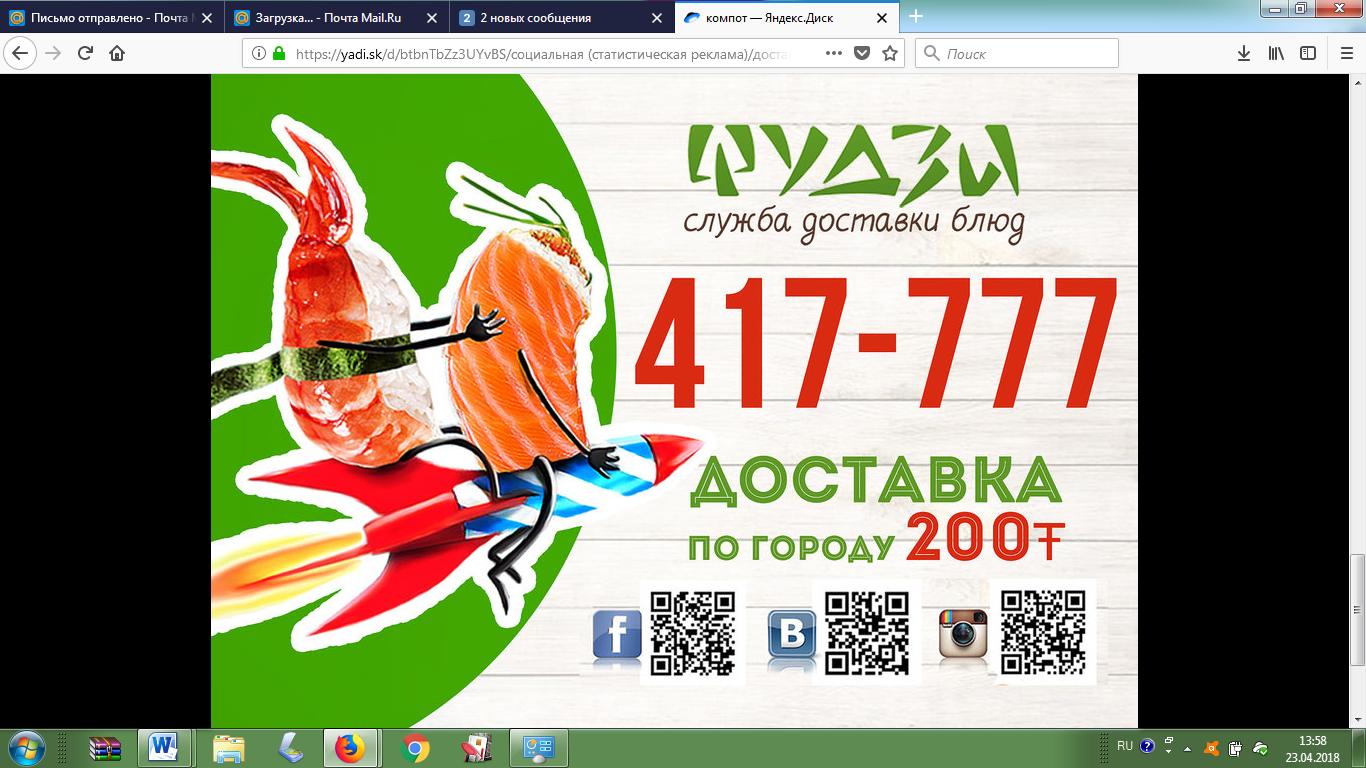 Письмо отправлено - Почта
Загрузка... - Почта Mail.Ru
2 новых сообщения
компот — Яндекс.Диск
https://yadi.sk/d/btbnTbZz3UYvBS/социальная (статистическая реклама)/доста
Поиск
ФУДЗИ
служба доставки блюд
417-777
ДОСТАВКА
ПО ГОРОДУ 200₸
RU
13:58
23.04.2018